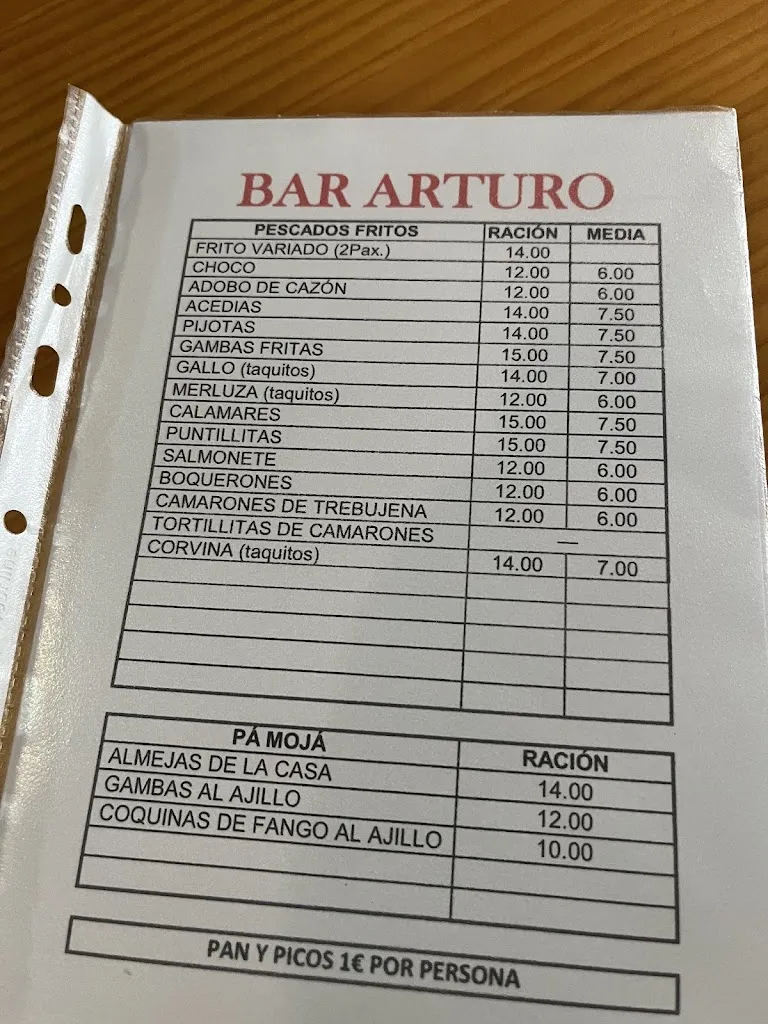 BAR ARTURO
PESCADOS FRITOS RACIÓN MEDIA
FRITO VARIADO (2Pax.) 14.00
CHOCO 12.00 6.00
ADOBO DE CAZÓN 12.00 6.00
ACEDIAS 14.00 7.50
PIJOTAS 14.00 7.50
GAMBAS FRITAS 15.00 7.50
GALLO (taquitos) 14.00 7.00
MERLUZA (taquitos) 12.00 6.00
CALAMARES 15.00 7.50
PUNTILLITAS 15.00 7.50
SALMONETE 12.00 6.00
BOQUERONES 12.00 6.00
CAMARONES DE TREBUJENA 12.00 6.00
TORTILLITAS DE CAMARONES —
CORVINA (taquitos) 14.00 7.00
PÁ MOJÁ RACIÓN
ALMEJAS DE LA CASA 14.00
GAMBAS AL AJILLO 12.00
COQUINAS DE FANGO AL AJILLO 10.00
PAN Y PICOS 1€ POR PERSONA